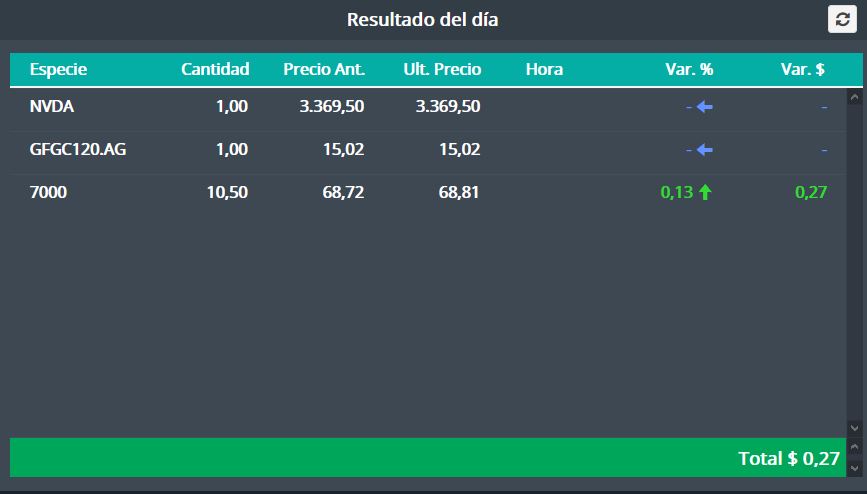 Resultado del día
Especie Cantidad Precio Ant. Ult. Precio Hora Var. % Var. $
NVDA 1,00 3.369,50 3.369,50 - -
GFGC120.AG 1,00 15,02 15,02 - -
7000 10,50 68,72 68,81 0,13 0,27
Total $ 0,27